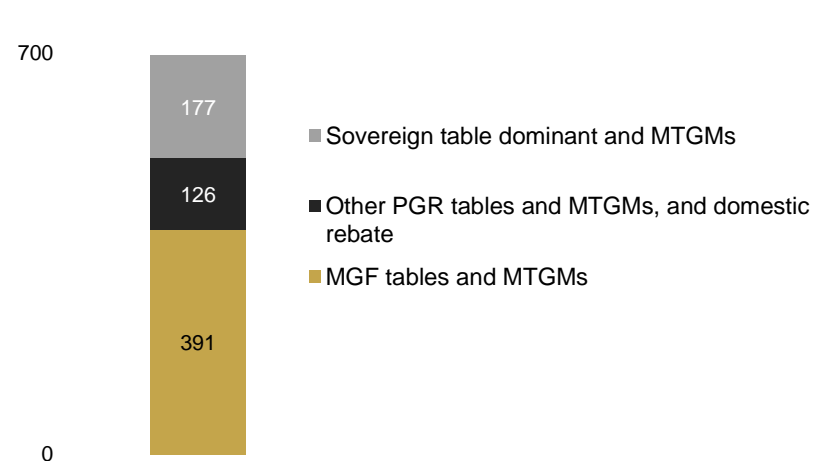 700
177
126
391
0
Sovereign table dominant and MTGMs
Other PGR tables and MTGMs, and domestic
rebate
MGF tables and MTGMs